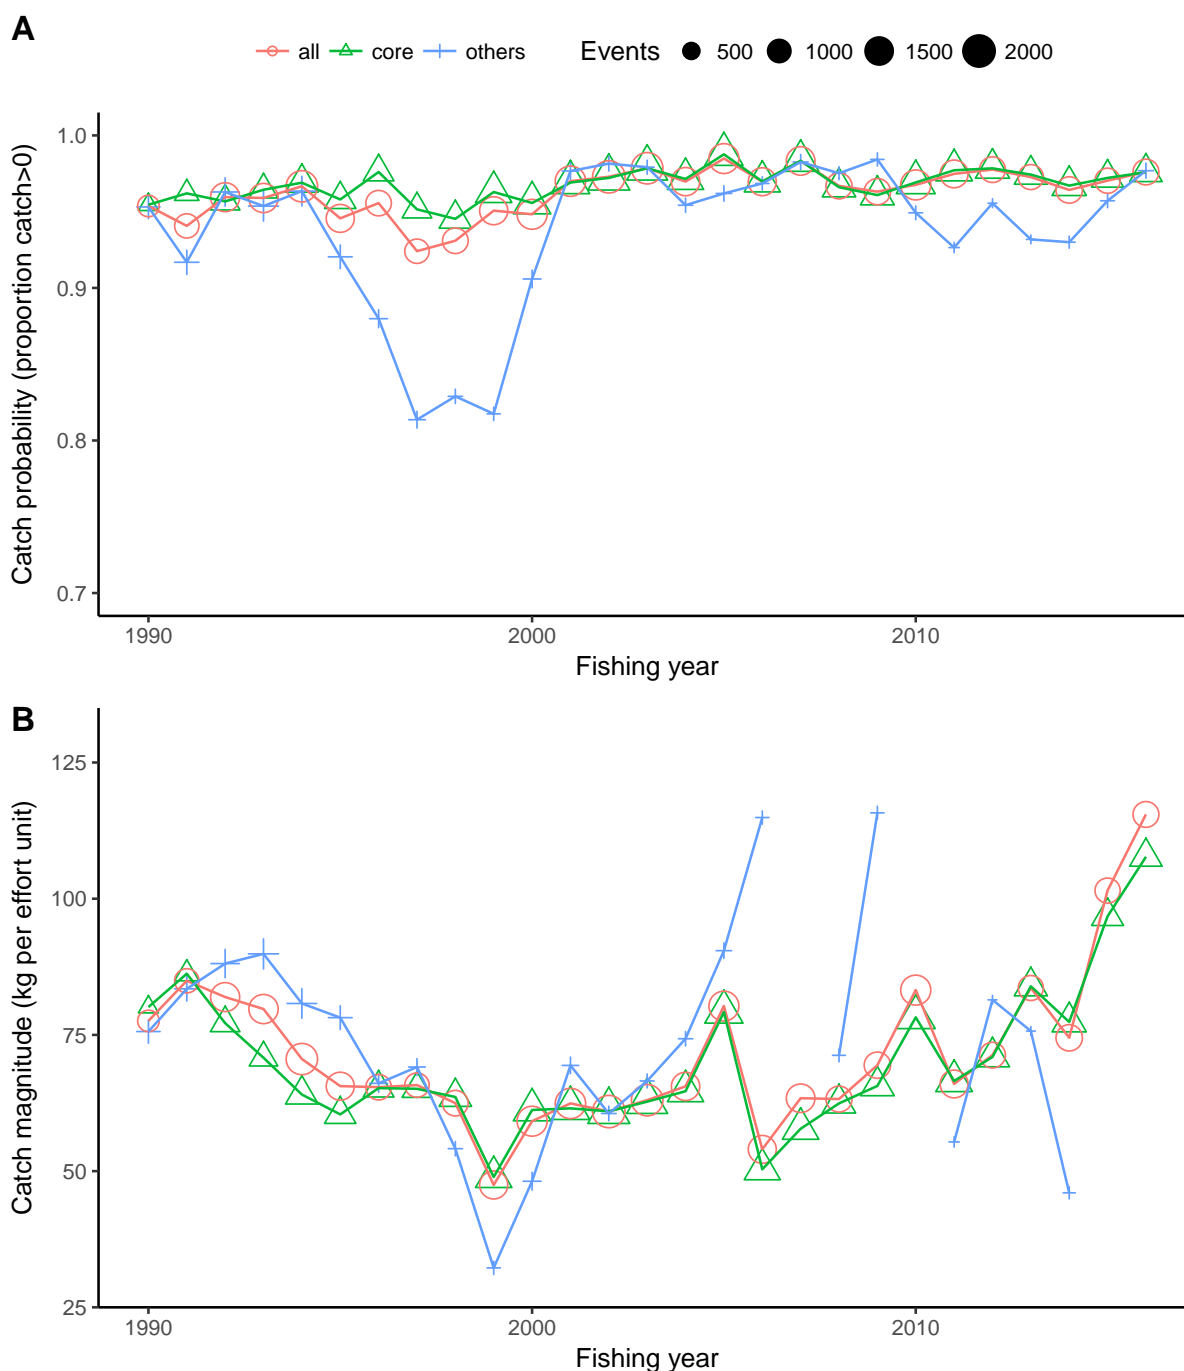 A
all core others Events 500 1000 1500 2000
Catch probability (proportion catch>0)
1.0
0.9
0.8
0.7
1990 2000 2010
Fishing year
B
Catch magnitude (kg per effort unit)
125
100
75
50
25
1990 2000 2010
Fishing year